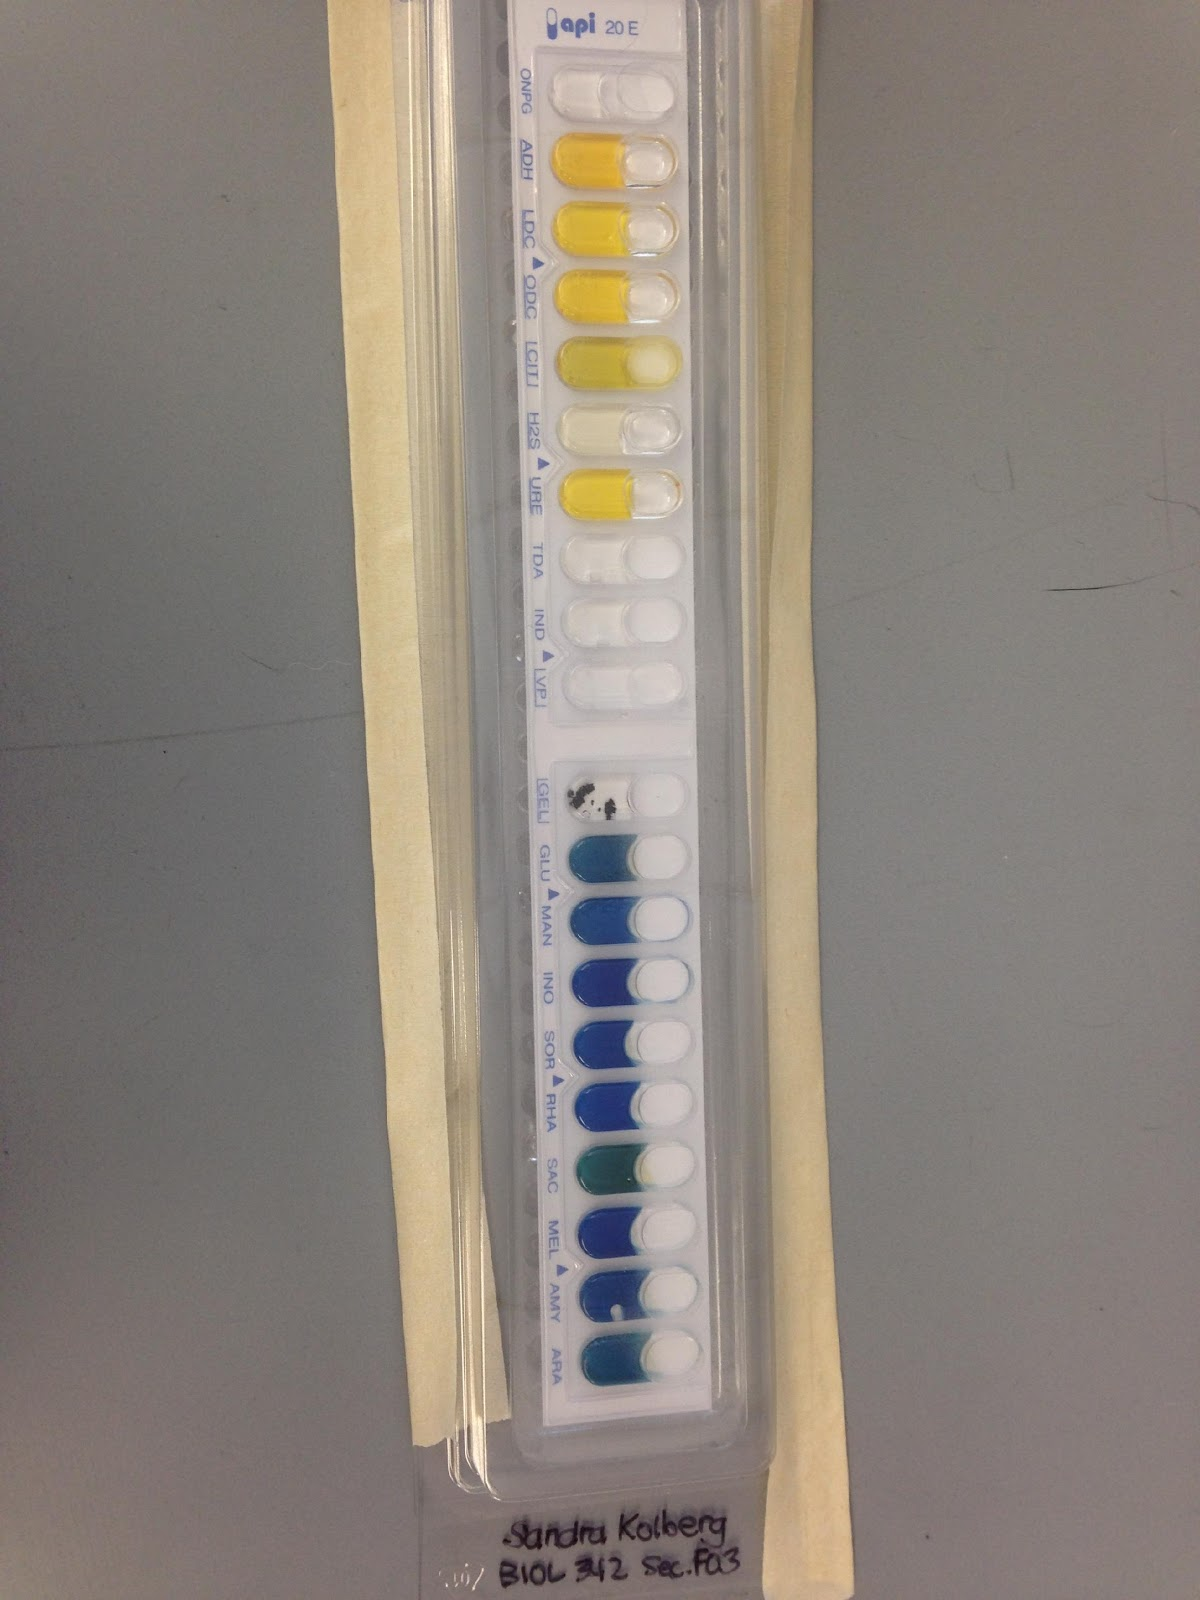 api 20 E
ONPG
ADH
LDC
ODC
|CIT|
H2S
URE
TDA
IND
|VP|
|GEL|
GLU
MAN
INO
SOR
RHA
SAC
MEL
AMY
ARA
Sandra Kolberg
BIOL 342 Sec.F03